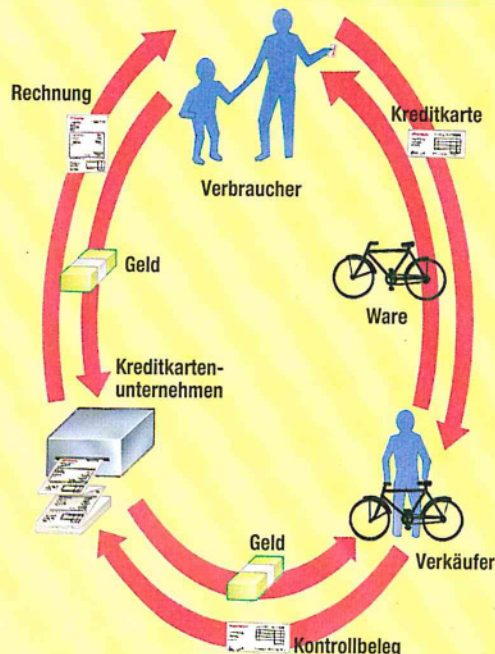 Rechnung
Kreditkarte
Verbraucher
Geld
Ware
Kreditkarten-
unternehmen
Geld
Verkäufer
Kontrollbeleg